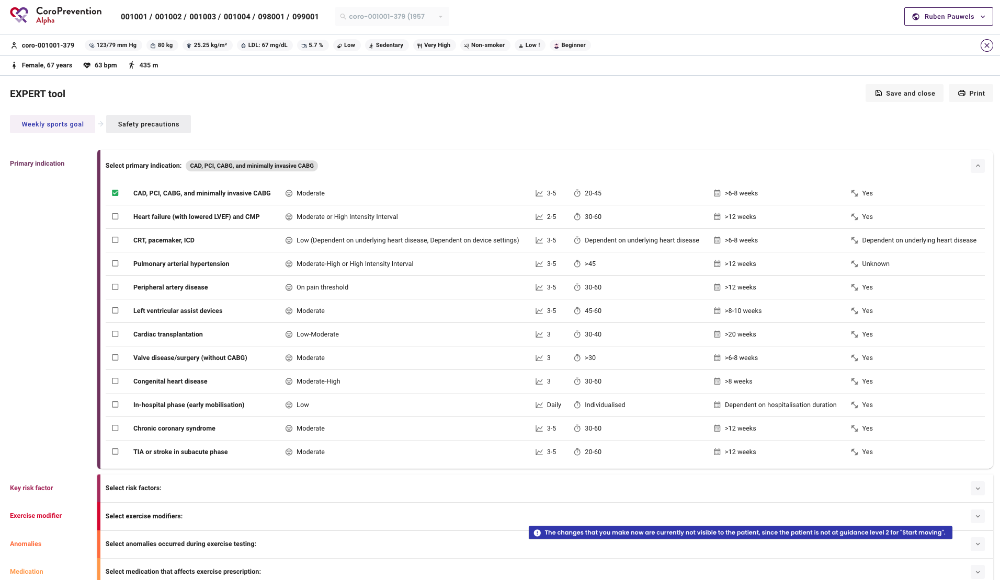 CoroPrevention
Alpha
001001 / 001002 / 001003 / 001004 / 098001 / 099001
coro-001001-379 (1957
Ruben Pauwels
coro-001001-379 123/79 mm Hg 80 kg 25.25 kg/m² LDL: 67 mg/dL 5.7 % Low Sedentary Very High Non-smoker Low ! Beginner
Female, 67 years 63 bpm 435 m
EXPERT tool
Save and close Print
Weekly sports goal Safety precautions
Primary indication
Select primary indication: CAD, PCI, CABG, and minimally invasive CABG
CAD, PCI, CABG, and minimally invasive CABG Moderate 3-5 20-45 >6-8 weeks Yes
Heart failure (with lowered LVEF) and CMP Moderate or High Intensity Interval 2-5 30-60 >12 weeks Yes
CRT, pacemaker, ICD Low (Dependent on underlying heart disease, Dependent on device settings) 3-5 Dependent on underlying heart disease >6-8 weeks Dependent on underlying heart disease
Pulmonary arterial hypertension Moderate-High or High Intensity Interval 3-5 >45 >12 weeks Unknown
Peripheral artery disease On pain threshold 3-5 30-60 >12 weeks Yes
Left ventricular assist devices Moderate 3-5 45-60 >8-10 weeks Yes
Cardiac transplantation Low-Moderate 3 30-40 >20 weeks Yes
Valve disease/surgery (without CABG) Moderate 3 >30 >6-8 weeks Yes
Congenital heart disease Moderate-High 3 30-60 >8 weeks Yes
In-hospital phase (early mobilisation) Low Daily Individualised Dependent on hospitalisation duration Yes
Chronic coronary syndrome Moderate 3-5 30-60 >12 weeks Yes
TIA or stroke in subacute phase Moderate 3-5 20-60 >12 weeks Yes
Key risk factor Select risk factors:
Exercise modifier Select exercise modifiers:
The changes that you make now are currently not visible to the patient, since the patient is not at guidance level 2 for "Start moving".
Anomalies Select anomalies occurred during exercise testing:
Medication Select medication that affects exercise prescription: